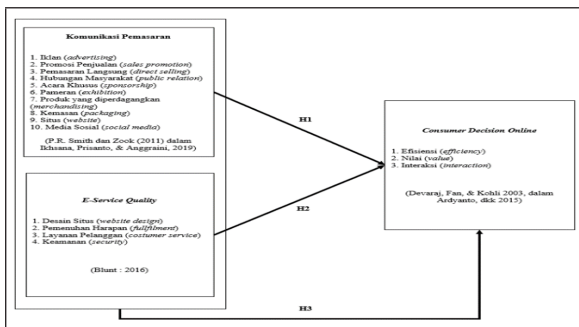 Komunikasi Pemasaran
1. Iklan (advertising)
2. Promosi Penjualan (sales promotion)
3. Pemasaran Langsung (direct selling)
4. Hubungan Masyarakat (public relation)
5. Acara Khusus (sponsorship)
6. Pameran (exhibition)
7. Produk yang diperdagangkan
(merchandising)
8. Kemasan (packaging)
9. Situs (website)
10. Media Sosial (social media)
(P.R. Smith dan Zook (2011) dalam
Ikhsana, Prisanto, & Anggraini, 2019)
E-Service Quality
1. Desain Situs (website design)
2. Pemenuhan Harapan (fullfilment)
3. Layanan Pelanggan (costumer service)
4. Keamanan (security)
(Blunt : 2016)
H1
H2
H3
Consumer Decision Online
1. Efisiensi (efficiency)
2. Nilai (value)
3. Interaksi (interaction)
(Devaraj, Fan, & Kohli 2003, dalam
Ardyanto, dkk 2015)